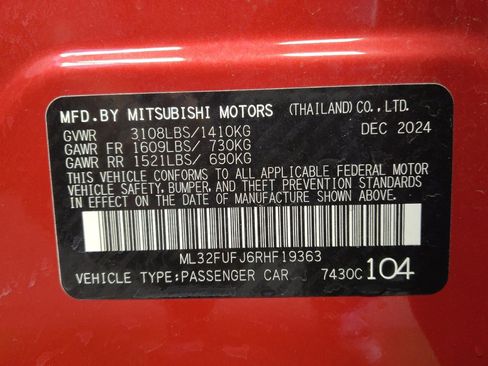 MFD.BY MITSUBISHI MOTORS (THAILAND) CO., LTD.
GVWR 3108LBS/1410KG DEC 2024
GAWR FR 1609LBS/ 730KG
GAWR RR 1521LBS/ 690KG
THIS VEHICLE CONFORMS TO ALL APPLICABLE FEDERAL MOTOR
VEHICLE SAFETY, BUMPER, AND THEFT PREVENTION STANDARDS
IN EFFECT ON THE DATE OF MANUFACTURE SHOWN ABOVE.
ML32FUFJ6RHF19363
VEHICLE TYPE:PASSENGER CAR 7430C 104